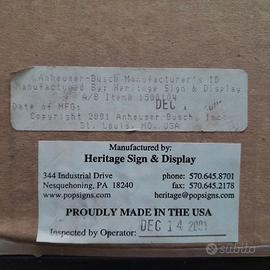 Anheuser-Busch Manufacturer's ID
Manufactured By: Heritage Sign & Display
A/B Item# 1500104
Date of MFG: DEC 1
Copyright 2001 Anheuser-Busch, Inc.
St. Louis, MO. USA
Manufactured by:
Heritage Sign & Display
344 Industrial Drive
Nesquehoning, PA 18240
www.popsigns.com
phone: 570.645.8701
fax: 570.645.2178
heritage@popsigns.com
PROUDLY MADE IN THE USA
Inspected by Operator: DEC 14 2001
subito